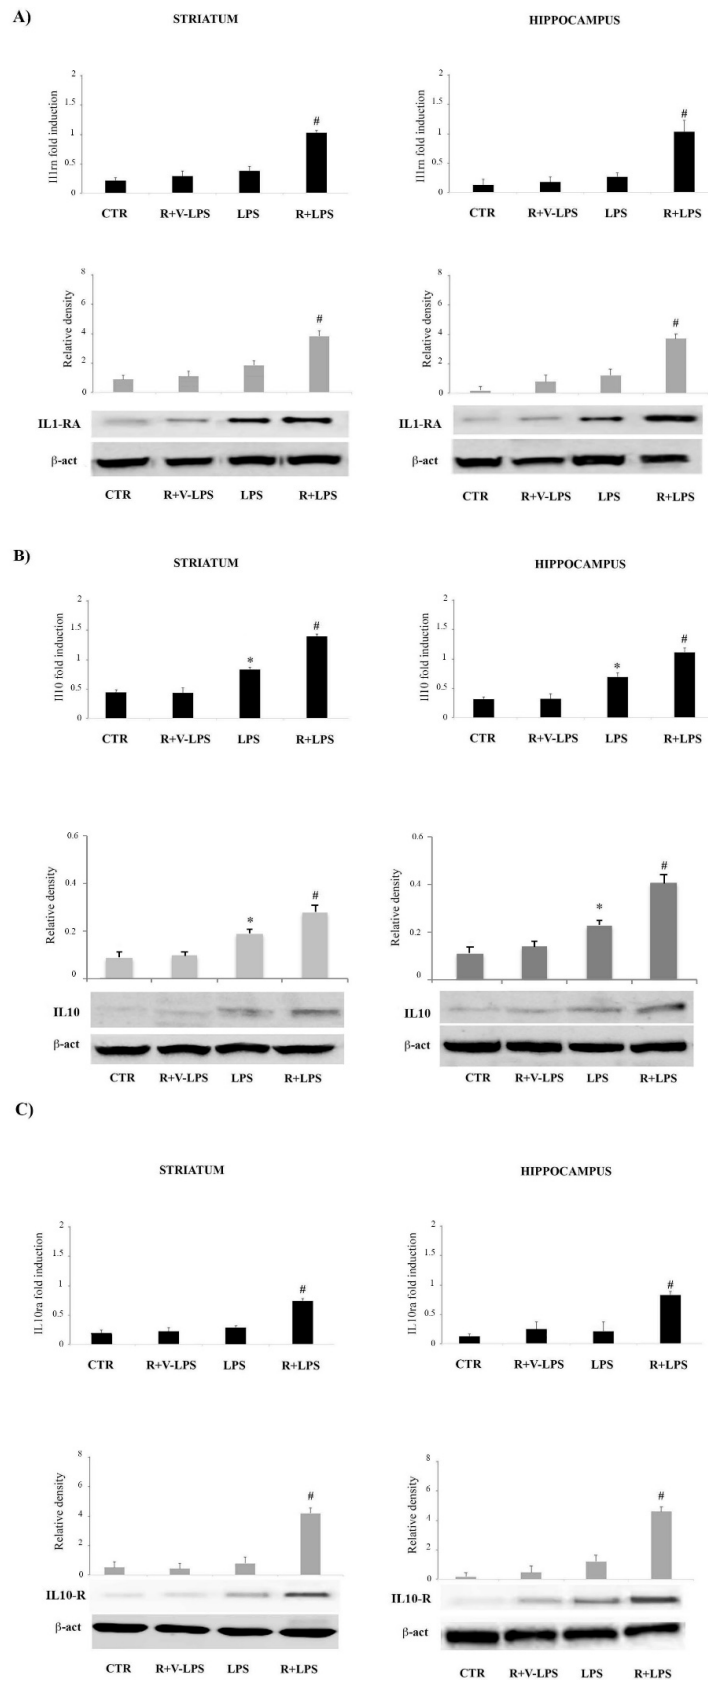 A)
STRIATUM
HIPPOCAMPUS
Il1rn fold induction
2
1.5
1
0.5
0
#
CTR R+V-LPS LPS R+LPS
Il1rn fold induction
2
1.5
1
0.5
0
#
CTR R+V-LPS LPS R+LPS
Relative density
8
6
4
2
0
#
IL1-RA
β-act
CTR R+V-LPS LPS R+LPS
Relative density
8
6
4
2
0
#
IL1-RA
β-act
CTR R+V-LPS LPS R+LPS
B)
STRIATUM
HIPPOCAMPUS
Il10 fold induction
2
1.5
1
0.5
0
*
#
CTR R+V-LPS LPS R+LPS
Il10 fold induction
2
1.5
1
0.5
0
*
#
CTR R+V-LPS LPS R+LPS
Relative density
0.6
0.4
0.2
0
*
#
IL10
β-act
CTR R+V-LPS LPS R+LPS
Relative density
0.6
0.4
0.2
0
*
#
IL10
β-act
CTR R+V-LPS LPS R+LPS
C)
STRIATUM
HIPPOCAMPUS
IL10ra fold induction
2
1.5
1
0.5
0
#
CTR R+V-LPS LPS R+LPS
IL10ra fold induction
2
1.5
1
0.5
0
#
CTR R+V-LPS LPS R+LPS
Relative density
8
6
4
2
0
#
IL10-R
β-act
CTR R+V-LPS LPS R+LPS
Relative density
8
6
4
2
0
#
IL10-R
β-act
CTR R+V-LPS LPS R+LPS